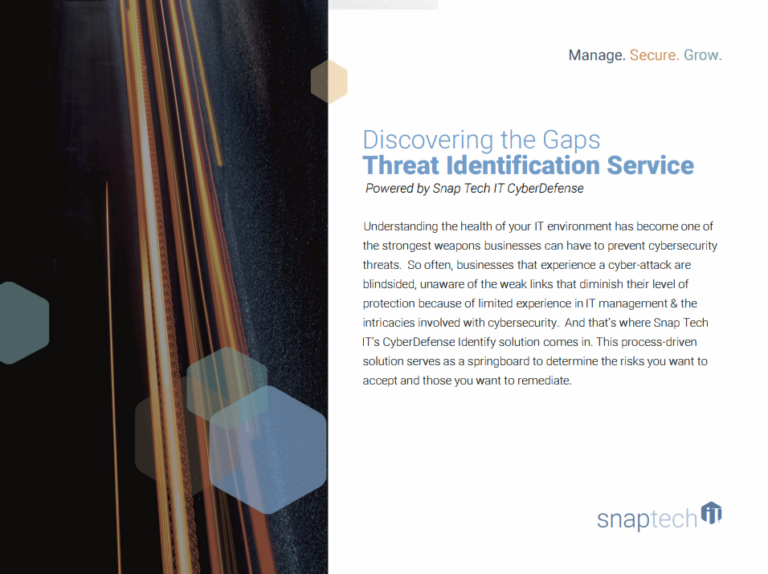 Manage. Secure. Grow.
Discovering the Gaps
Threat Identification Service
Powered by Snap Tech IT CyberDefense
Understanding the health of your IT environment has become one of
the strongest weapons businesses can have to prevent cybersecurity
threats. So often, businesses that experience a cyber-attack are
blindsided, unaware of the weak links that diminish their level of
protection because of limited experience in IT management & the
intricacies involved with cybersecurity. And that's where Snap Tech
IT's CyberDefense Identify solution comes in. This process-driven
solution serves as a springboard to determine the risks you want to
accept and those you want to remediate.
snaptech iT